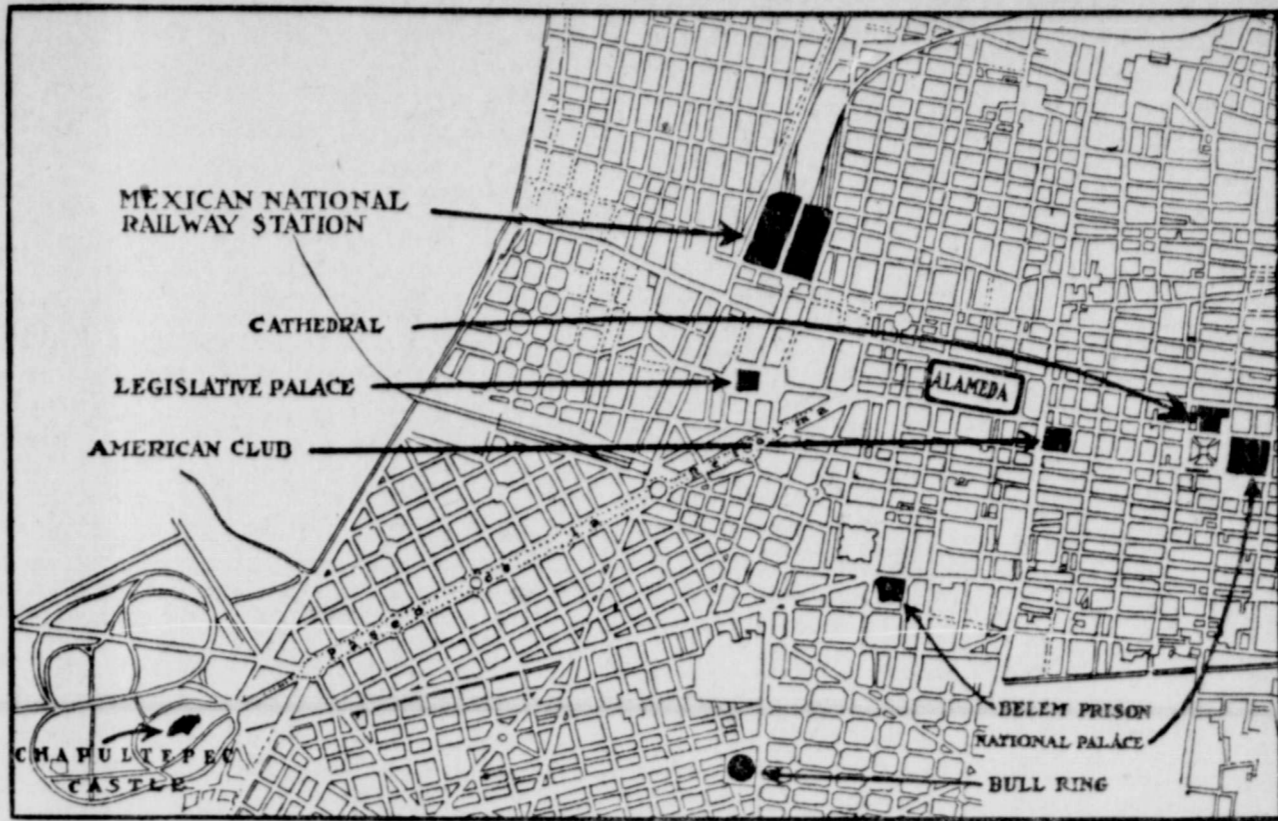 MEXICAN NATIONAL
RAILWAY STATION
CATHEDRAL
LEGISLATIVE PALACE
ALAMEDA
AMERICAN CLUB
BELEM PRISON
NATIONAL PALACE
CHAPULTEPEC
CASTLE
BULL RING